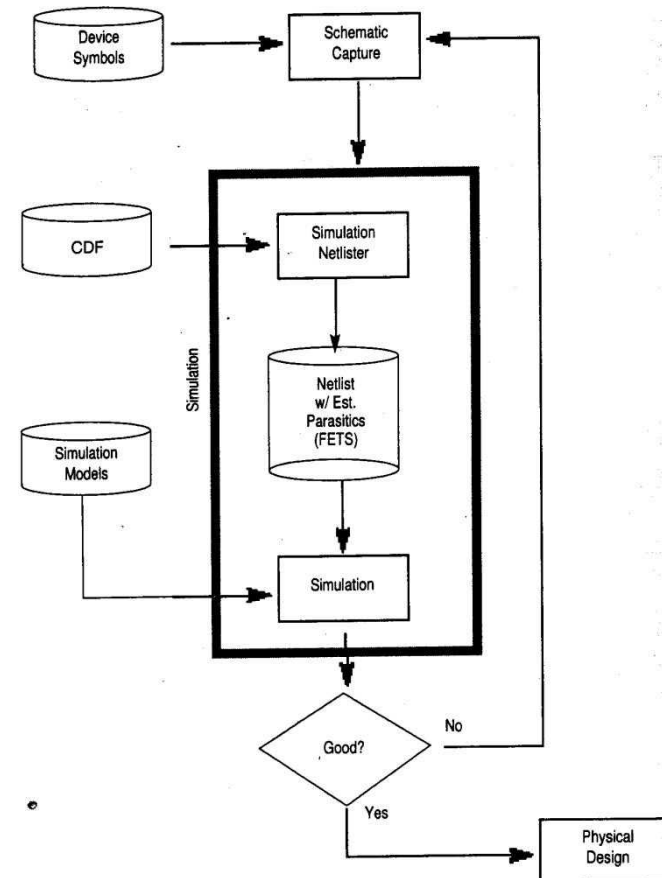 Device
Symbols
Schematic
Capture
CDF
Simulation
Netlister
Simulation
Netlist
w/ Est.
Parasitics
(FETS)
Simulation
Models
Simulation
Good?
No
Yes
Physical
Design